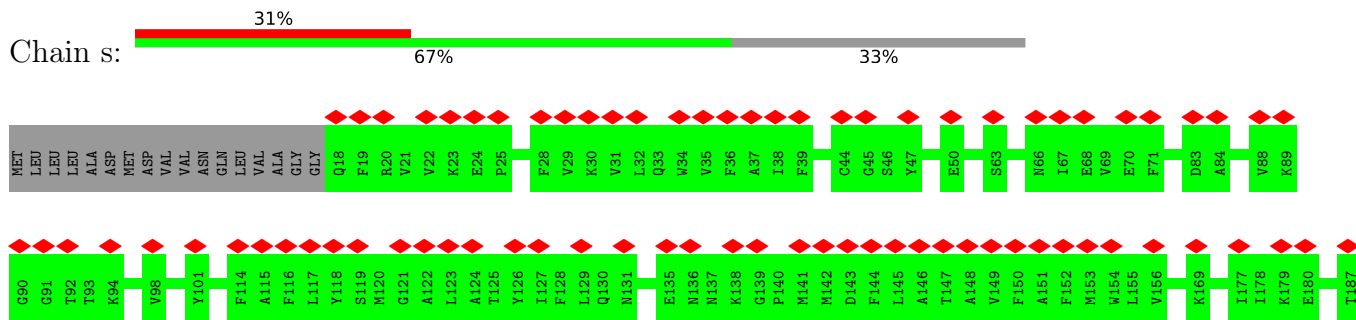 31%
Chain s:
67% 33%
MET LEU LEU LEU ALA ASP MET ASP VAL VAL ASN GLN LEU VAL ALA GLY GLY Q18 F19 R20 V21 V22 K23 E24 P25 F28 V29 K30 V31 L32 Q33 W34 V35 F36 A37 I38 F39 C44 G45 S46 Y47 E50 S63 N66 I67 E68 V69 E70 F71 D83 A84 V88 K89
G90 G91 T92 T93 K94 V98 Y101 F114 A115 F116 L117 Y118 S119 M120 G121 A122 L123 A124 T125 Y126 I127 F128 L129 Q130 N131 E135 N136 N137 K138 G139 P140 M141 M142 D143 F144 L145 A146 T147 A148 V149 F150 A151 F152 M153 W154 L155 V156 K169 I177 I178 K179 E180 T187